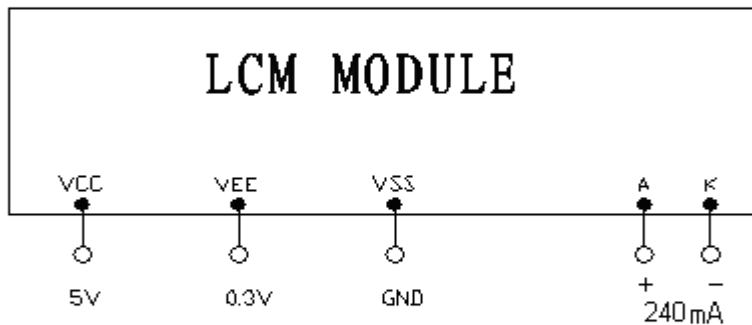 LCM MODULE
VCC VEE VSS A K
5V 0.3V GND + -
240mA